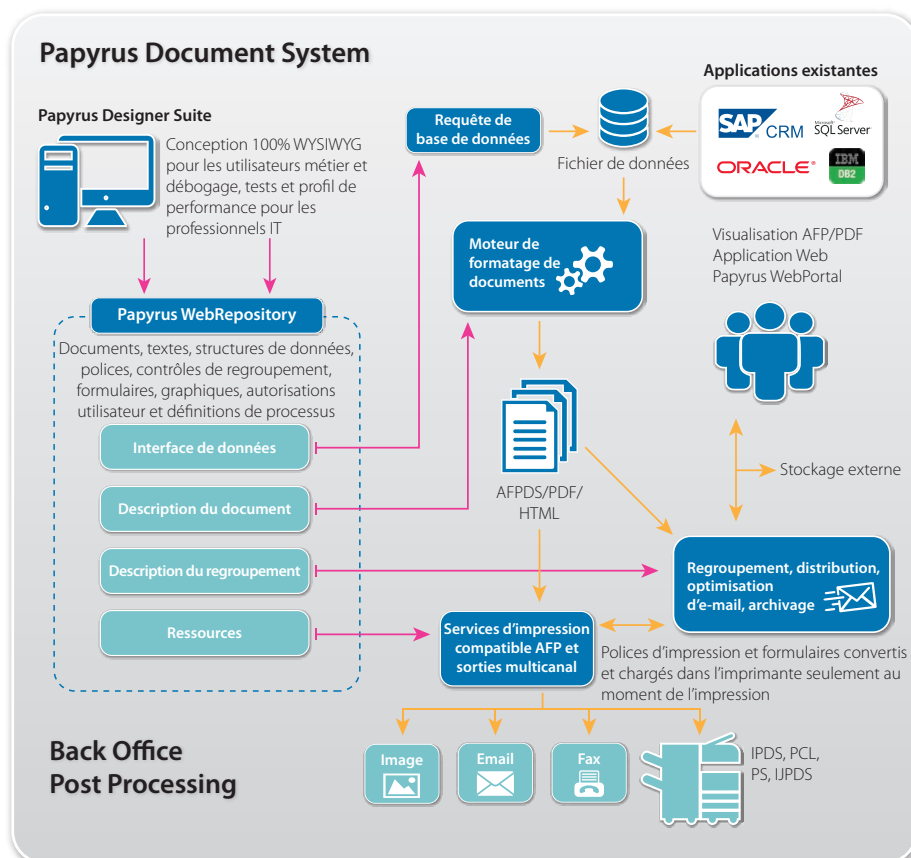 Papyrus Document System
Papyrus Designer Suite
Conception 100% WYSIWYG
pour les utilisateurs métier et
débogage, tests et profil de
performance pour les
professionnels IT
Requête de
base de données
Fichier de données
Applications existantes
SAP CRM
Microsoft
SQL Server
ORACLE
IBM
DB2
Moteur de
formatage de
documents
Visualisation AFP/PDF
Application Web
Papyrus WebPortal
Papyrus WebRepository
Documents, textes, structures de données,
polices, contrôles de regroupement,
formulaires, graphiques, autorisations
utilisateur et définitions de processus
Interface de données
Description du document
Description du regroupement
Ressources
AFPDS/PDF/
HTML
Stockage externe
Regroupement, distribution,
optimisation
d’e-mail, archivage
Services d’impression
compatible AFP et
sorties multicanal
Polices d’impression et formulaires convertis
et chargés dans l’imprimante seulement au
moment de l’impression
Back Office
Post Processing
Image
Email
Fax
IPDS, PCL,
PS, IJPDS